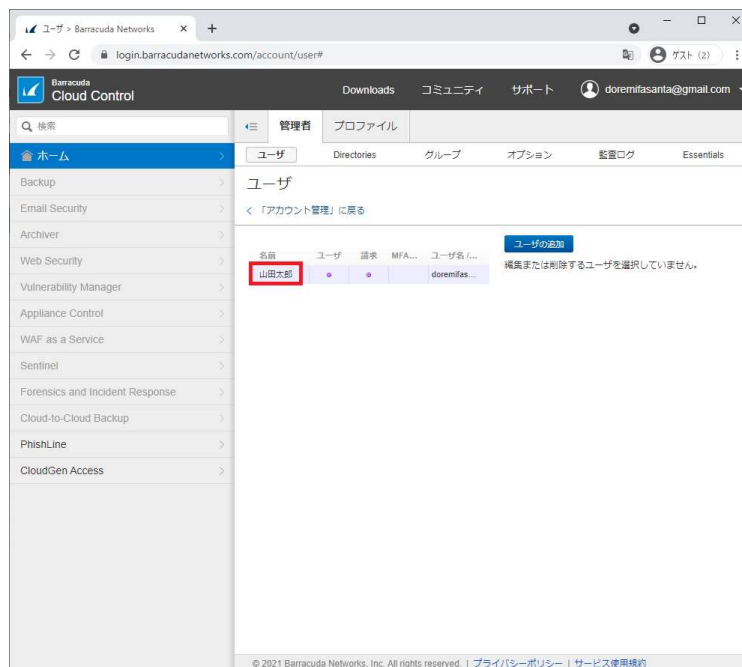 ユーザ > Barracuda Networks
login.barracudanetworks.com/account/user#
ゲスト (2)
Barracuda
Cloud Control
Downloads コミュニティ サポート doremifasanta@gmail.com
検索
管理者 プロファイル
ホーム
ユーザ Directories グループ オプション 監査ログ Essentials
Backup
ユーザ
Email Security
< 「アカウント管理」に戻る
Archiver
ユーザの追加
Web Security
名前 ユーザ 請求 MFA... ユーザ名 /...
編集または削除するユーザを選択していません。
山田太郎 doremifas...
Vulnerability Manager
Appliance Control
WAF as a Service
Sentinel
Forensics and Incident Response
Cloud-to-Cloud Backup
PhishLine
CloudGen Access
© 2021 Barracuda Networks, Inc. All rights reserved. | プライバシーポリシー | サービス使用規約